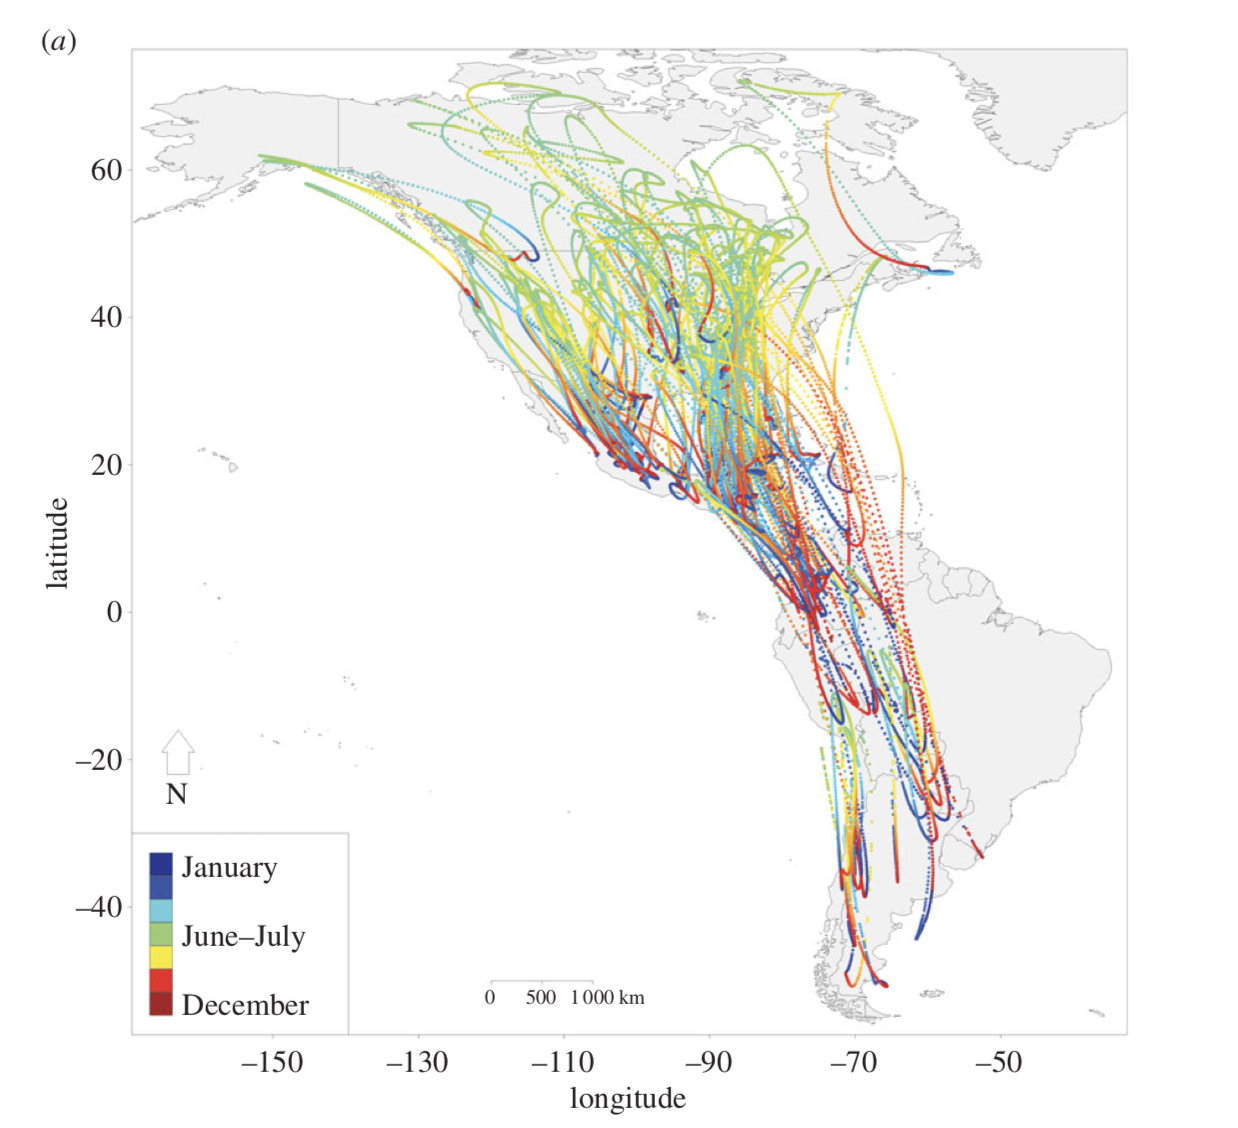 (a)
60
40
20
0
–20
–40
latitude
N
January
June–July
December
0 500 1 000 km
–150 –130 –110 –90 –70 –50
longitude